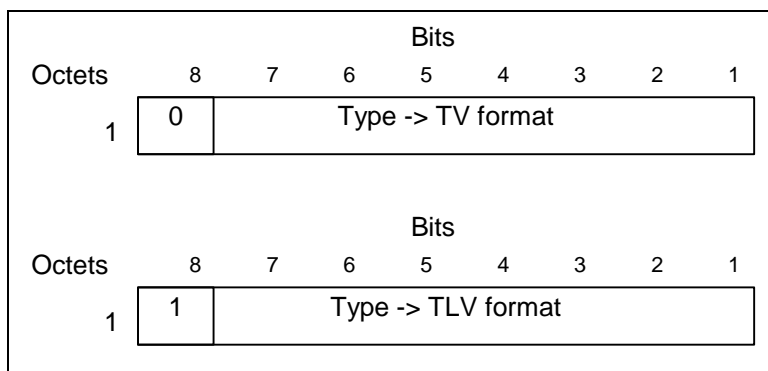 Bits
Octets 8 7 6 5 4 3 2 1
1 0 Type -> TV format
Bits
Octets 8 7 6 5 4 3 2 1
1 1 Type -> TLV format